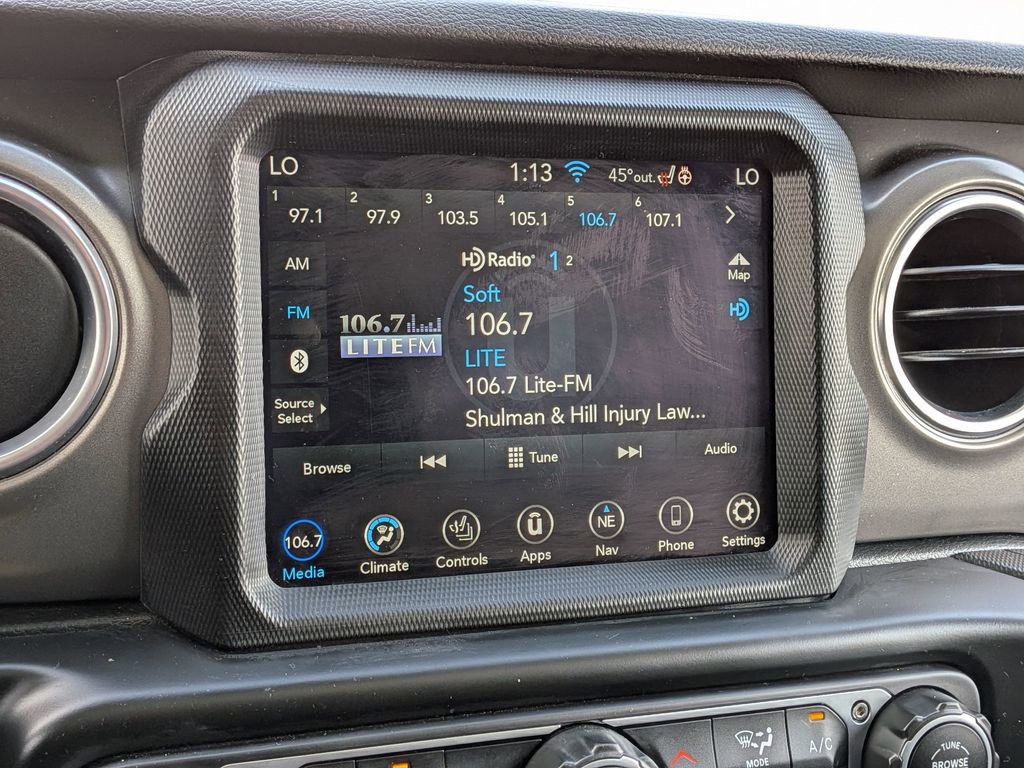 LO 1:13 45°out. LO
1 97.1 2 97.9 3 103.5 4 105.1 5 106.7 6 107.1
AM
HD Radio 1 2
Map
FM
HD
Soft
106.7
106.7
LITE FM
LITE
106.7 Lite-FM
Source
Select
Shulman & Hill Injury Law...
Browse Tune Audio
106.7 NE
Media Climate Controls Apps Nav Phone Settings
MODE
A/C
TUNE
BROWSE